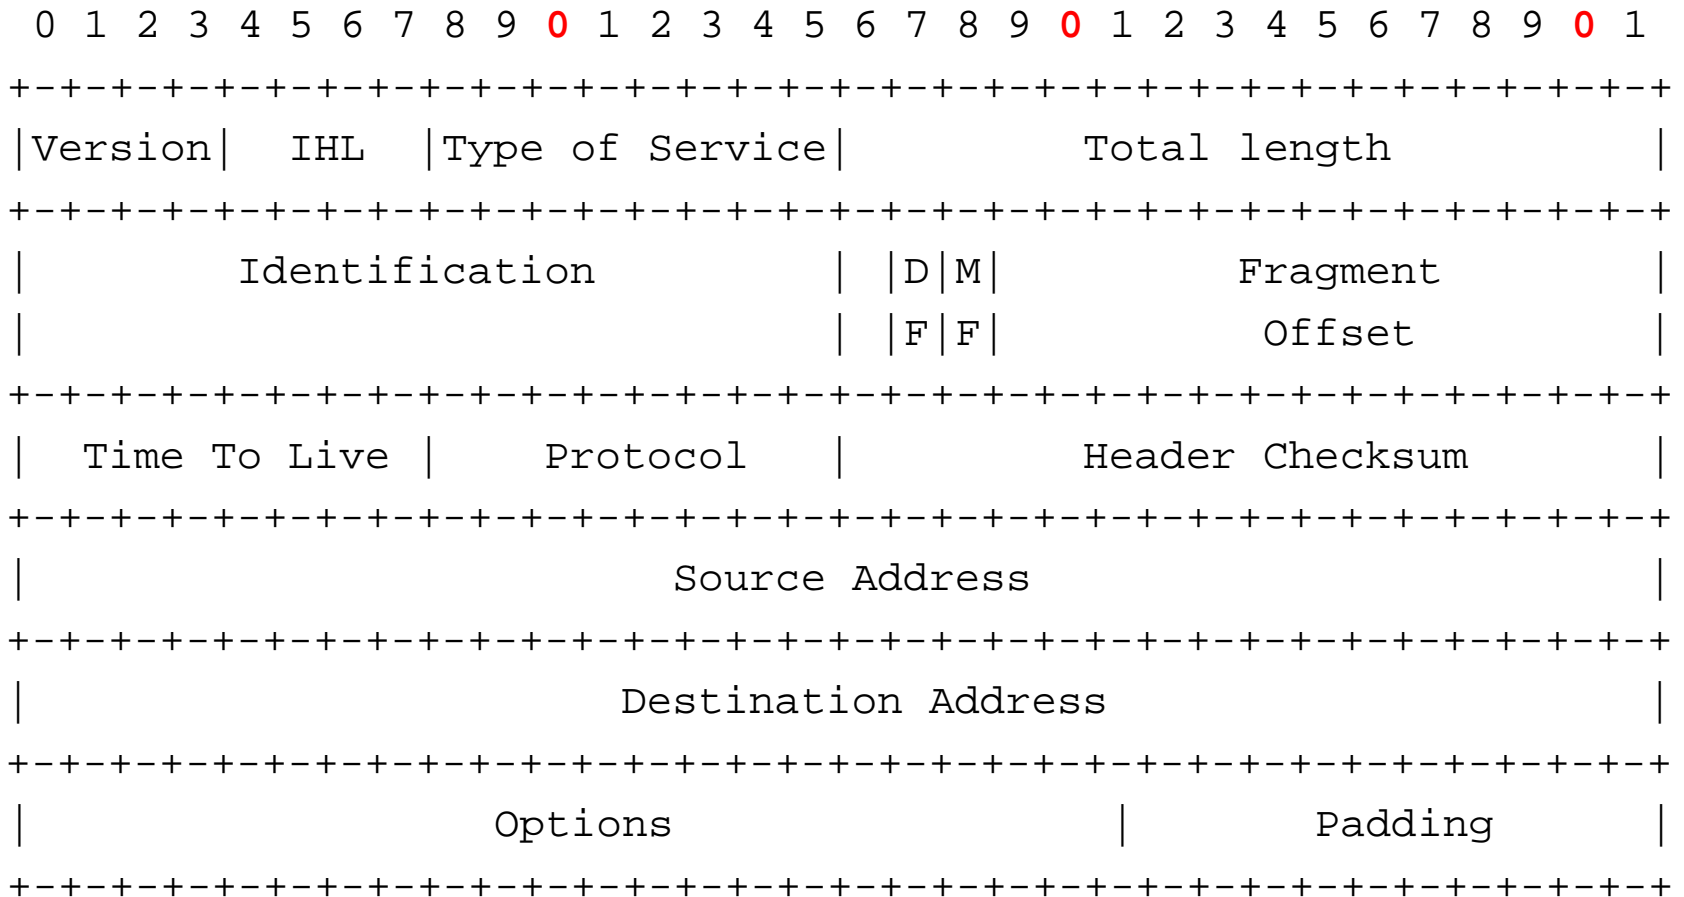 0 1 2 3 4 5 6 7 8 9 0 1 2 3 4 5 6 7 8 9 0 1 2 3 4 5 6 7 8 9 0 1
+-+-+-+-+-+-+-+-+-+-+-+-+-+-+-+-+-+-+-+-+-+-+-+-+-+-+-+-+-+-+-+-+
|Version|  IHL  |Type of Service|         Total length          |
+-+-+-+-+-+-+-+-+-+-+-+-+-+-+-+-+-+-+-+-+-+-+-+-+-+-+-+-+-+-+-+-+
|        Identification         | |D|M|         Fragment        |
|                               | |F|F|          Offset         |
+-+-+-+-+-+-+-+-+-+-+-+-+-+-+-+-+-+-+-+-+-+-+-+-+-+-+-+-+-+-+-+-+
|  Time To Live |    Protocol   |         Header Checksum       |
+-+-+-+-+-+-+-+-+-+-+-+-+-+-+-+-+-+-+-+-+-+-+-+-+-+-+-+-+-+-+-+-+
|                         Source Address                        |
+-+-+-+-+-+-+-+-+-+-+-+-+-+-+-+-+-+-+-+-+-+-+-+-+-+-+-+-+-+-+-+-+
|                       Destination Address                     |
+-+-+-+-+-+-+-+-+-+-+-+-+-+-+-+-+-+-+-+-+-+-+-+-+-+-+-+-+-+-+-+-+
|                  Options                 |       Padding      |
+-+-+-+-+-+-+-+-+-+-+-+-+-+-+-+-+-+-+-+-+-+-+-+-+-+-+-+-+-+-+-+-+